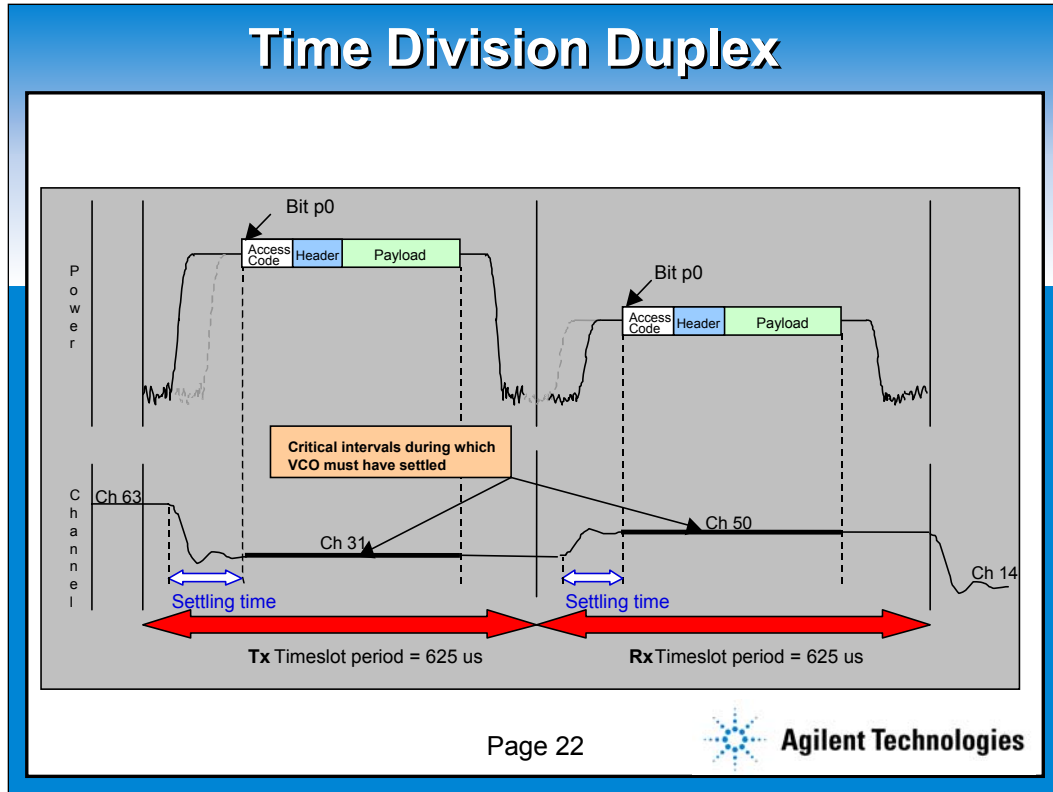 Time Division Duplex
Bit p0
Access Code
Header
Payload
Bit p0
Access Code
Header
Payload
Power
Critical intervals during which
VCO must have settled
Channel
Ch 63
Ch 31
Ch 50
Ch 14
Settling time
Settling time
Tx Timeslot period = 625 us
Rx Timeslot period = 625 us
Page 22
Agilent Technologies